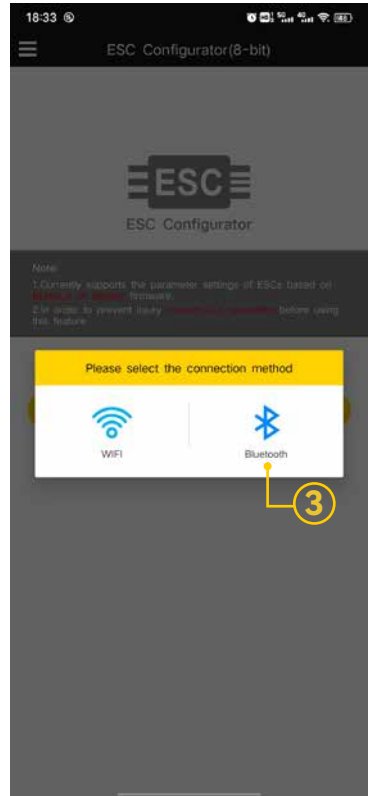 18:33
ESC Configurator(8-bit)
ESC
ESC Configurator
Note:
1.Currently supports the parameter settings of ESCs based on
firmware.
2.In order to prevent injury, before using
this feature
Please select the connection method
WIFI
Bluetooth
3